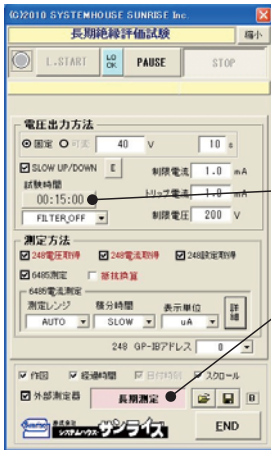 (C)2010 SYSTEMHOUSE SUNRISE Inc.
長期絶縁評価試験 縮小
L.START LOCK PAUSE STOP
電圧出力方法
固定 可変 40 V 10 s
SLOW UP/DOWN E 制限電流 1.0 mA
試験時間
00:15:00 トリップ電流 1.0 mA
FILTER_OFF 制限電圧 200 V
測定方法
248電圧取得 248電流取得 248設定取得
6485測定 抵抗換算
6485電流測定
測定レンジ 積分時間 表示単位 詳細
AUTO SLOW uA
248 GP-IBアドレス 0
作図 経過時間 日付時刻 スクロール
外部測定器 長期測定
株式会社 システムハウス サンライズ END